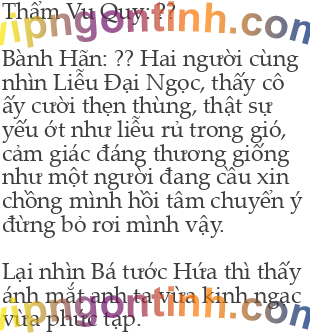 Thẩm Vu Quy: ??
vipngontinh.com
Bành Hãn: ?? Hai người cùng
nhìn Liễu Đại Ngọc, thấy cô
ấy cười thẹn thùng, thật sự
yếu ớt như liễu rủ trong gió,
cảm giác đáng thương giống
như một người đang cầu xin
chồng mình hồi tâm chuyển ý
đừng bỏ rơi mình vậy.
Lại nhìn Bá tước Hứa thì thấy
ánh mắt anh ta vừa kinh ngạc
vipngontinh.com
vừa phức tạp.